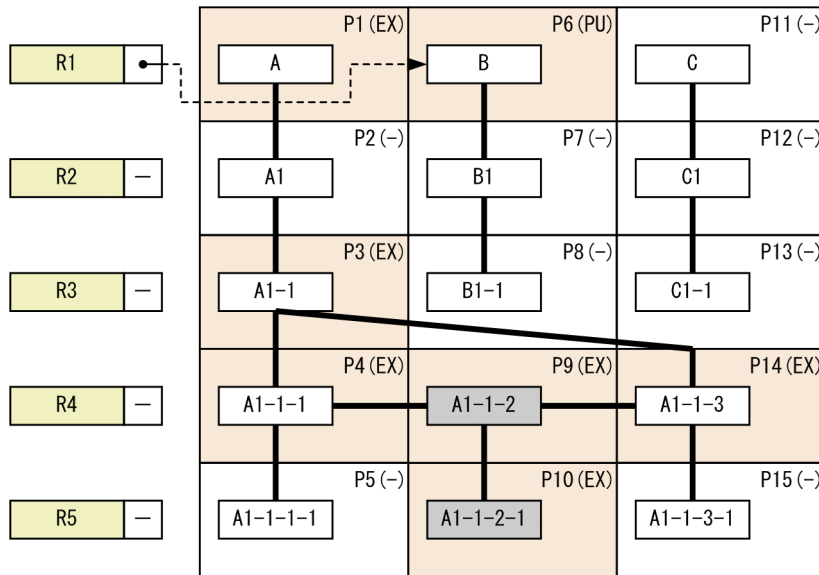 P1(EX) P6(PU) P11(-)
R1 A B C
P2(-) P7(-) P12(-)
R2 - A1 B1 C1
P3(EX) P8(-) P13(-)
R3 - A1-1 B1-1 C1-1
P4(EX) P9(EX) P14(EX)
R4 - A1-1-1 A1-1-2 A1-1-3
P5(-) P10(EX) P15(-)
R5 - A1-1-1-1 A1-1-2-1 A1-1-3-1